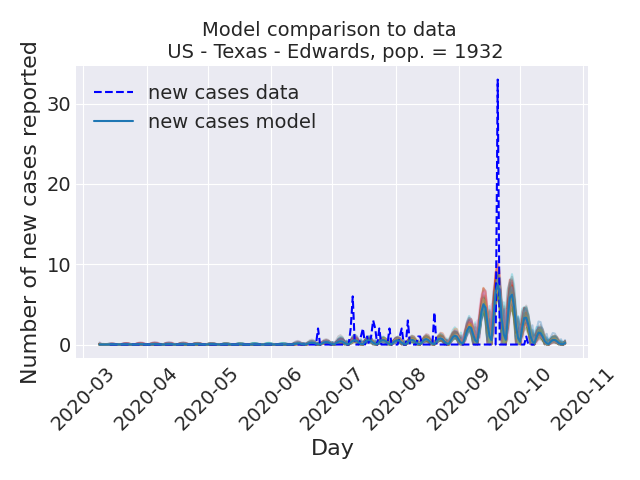 Model comparison to data
US - Texas - Edwards, pop. = 1932
Number of new cases reported
30
20
10
0
new cases data
new cases model
2020-03
2020-04
2020-05
2020-06
2020-07
2020-08
2020-09
2020-10
2020-11
Day